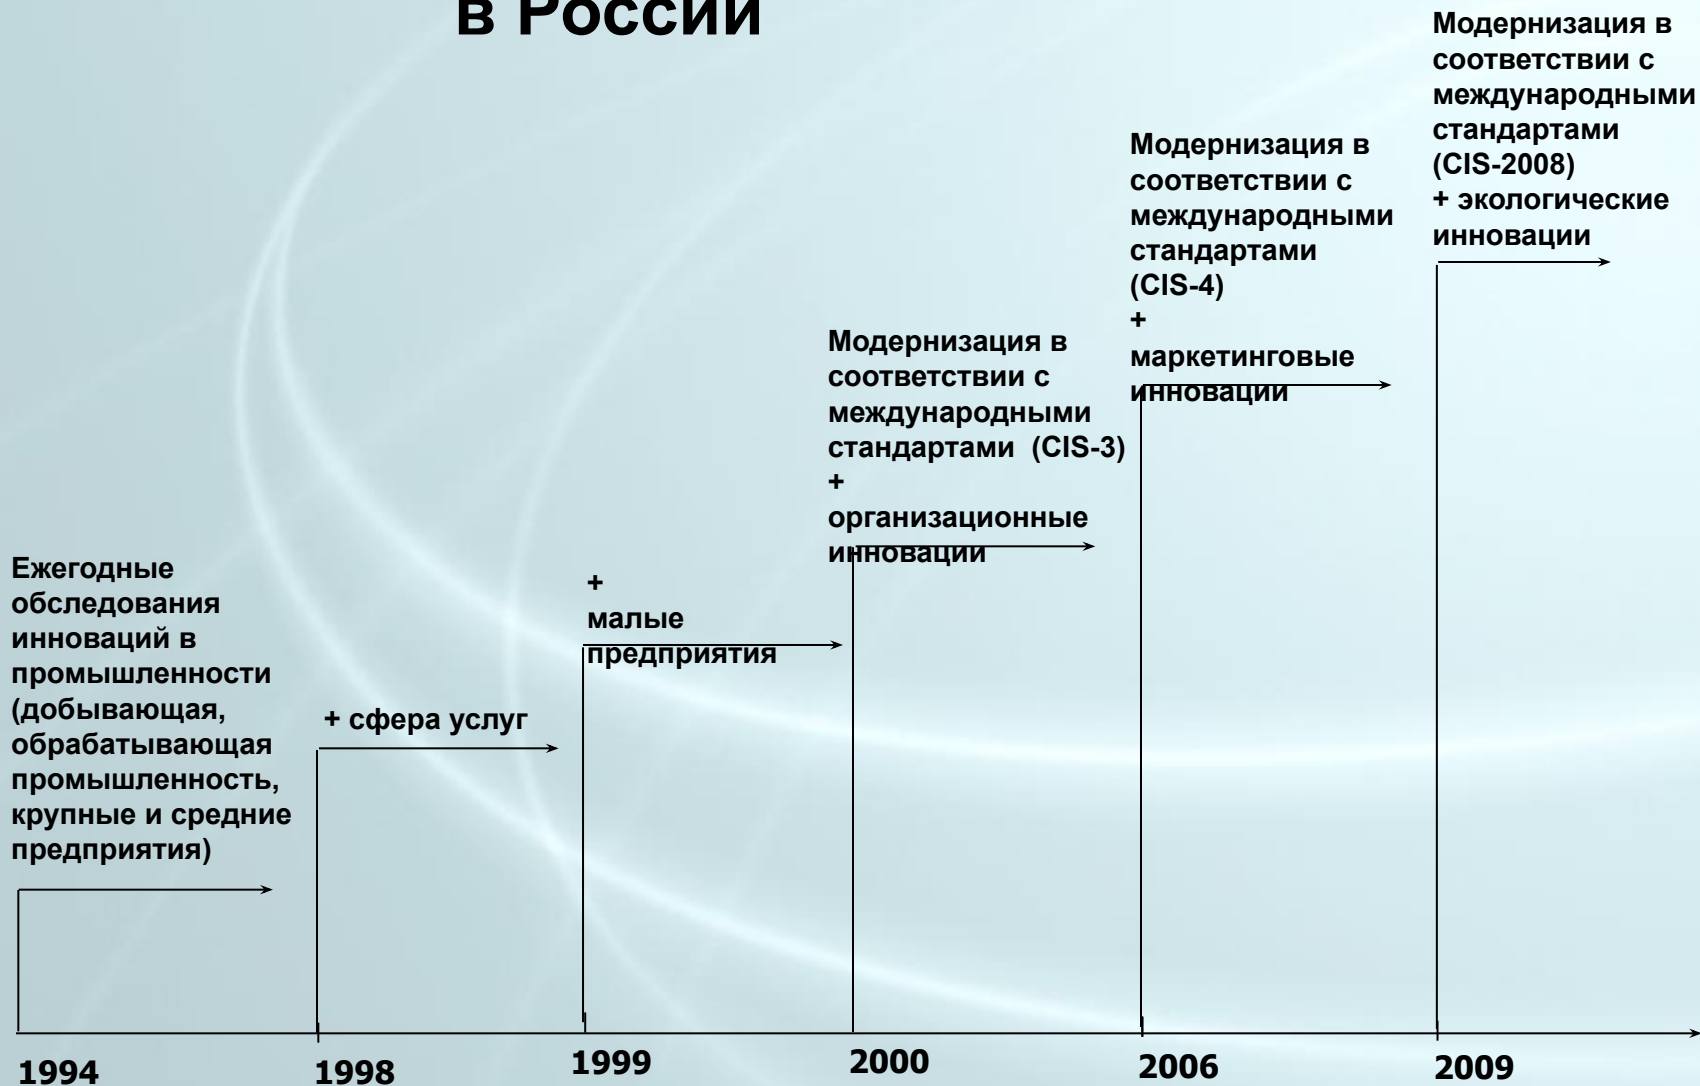 в России
Ежегодные
обследования
инноваций в
промышленности
(добывающая,
обрабатывающая
промышленность,
крупные и средние
предприятия)
+ сфера услуг
+
малые
предприятия
Модернизация в
соответствии с
международными
стандартами (CIS-3)
+
организационные
инновации
Модернизация в
соответствии с
международными
стандартами
(CIS-4)
+
маркетинговые
инновации
Модернизация в
соответствии с
международными
стандартами
(CIS-2008)
+ экологические
инновации
1994
1998
1999
2000
2006
2009